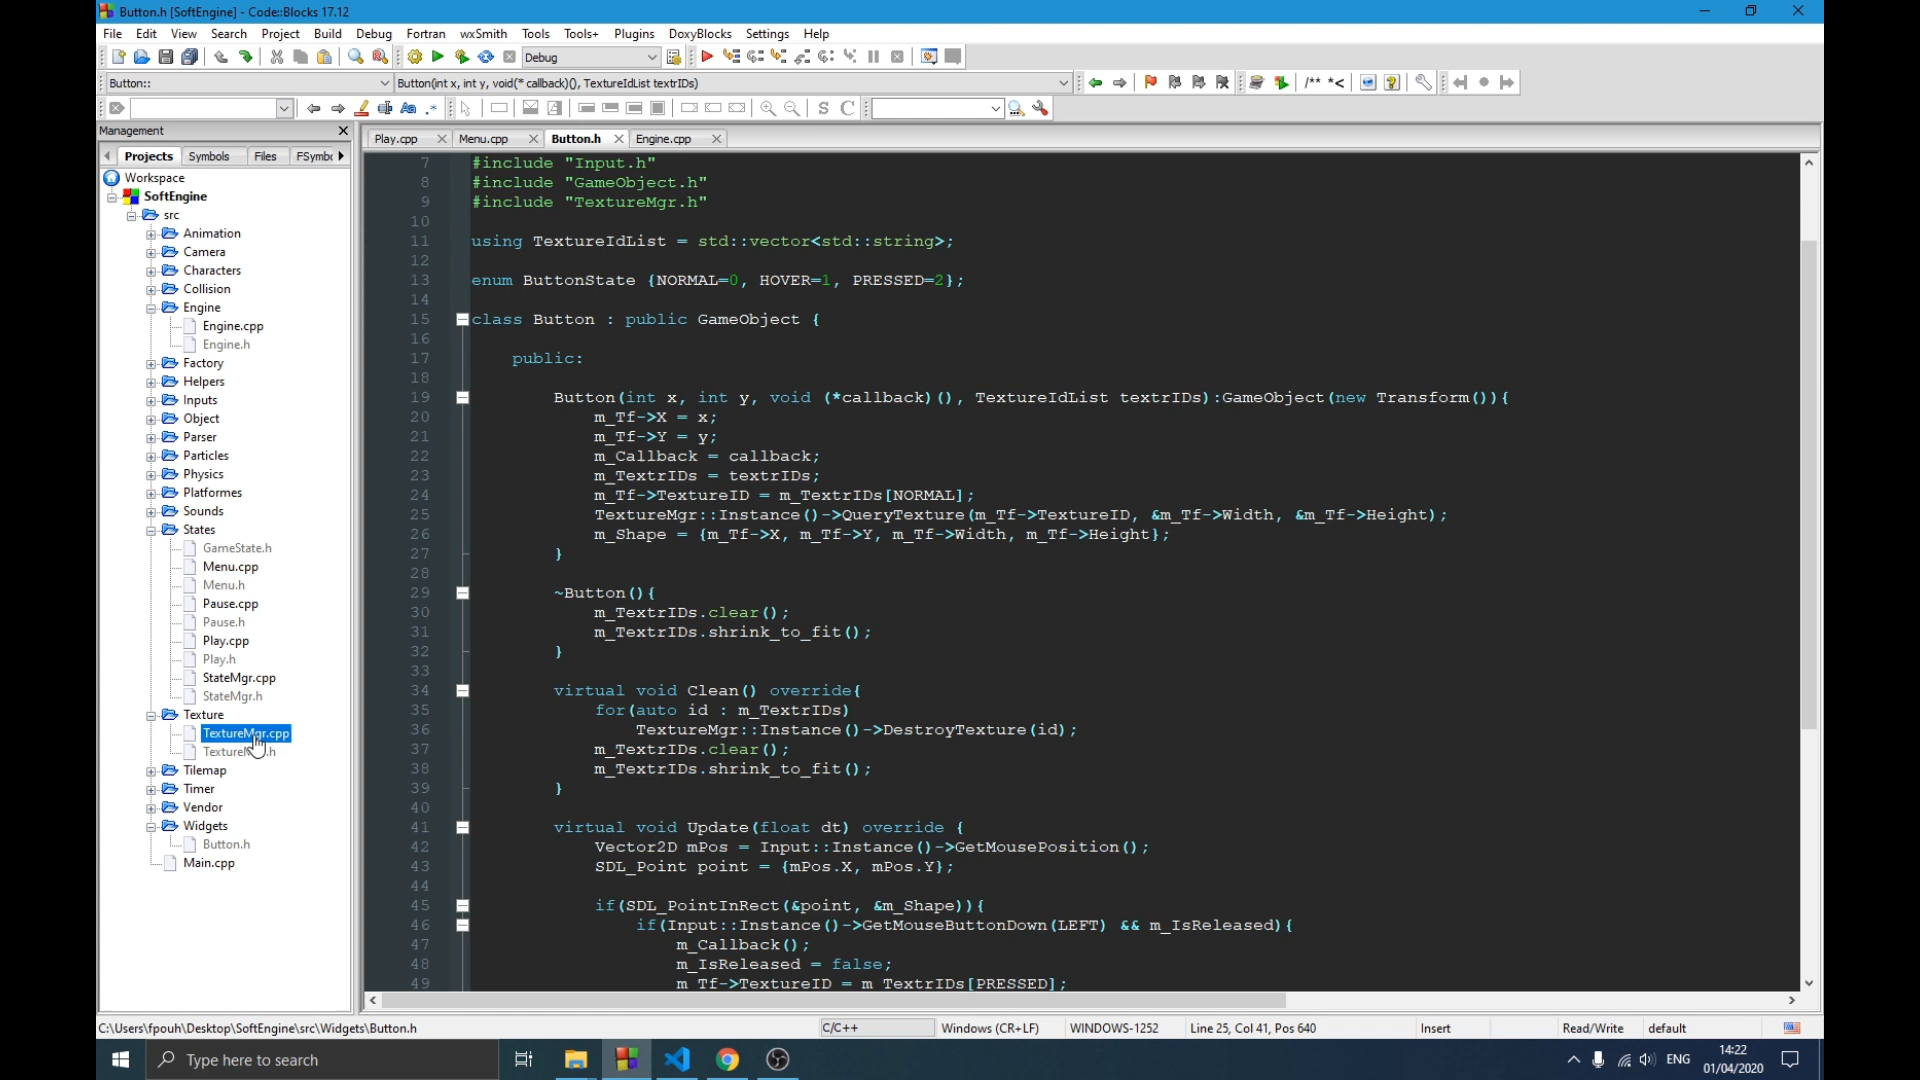 Button.h [SoftEngine] - Code::Blocks 17.12
File Edit View Search Project Build Debug Fortran wxSmith Tools Tools+ Plugins DoxyBlocks Settings Help
Debug
Button:: Button(int x, int y, void(* callback)(), TextureIdList textrIDs)
/** *<
Aa .* S C
Management
Projects Symbols Files FSymbc
Play.cpp Menu.cpp Button.h Engine.cpp
Workspace
SoftEngine
src
Animation
Camera
Characters
Collision
Engine
Engine.cpp
Engine.h
Factory
Helpers
Inputs
Object
Parser
Particles
Physics
Platformes
Sounds
States
GameState.h
Menu.cpp
Menu.h
Pause.cpp
Pause.h
Play.cpp
Play.h
StateMgr.cpp
StateMgr.h
Texture
TextureMgr.cpp
Tilemap
Timer
Vendor
Widgets
Button.h
Main.cpp
7 #include "Input.h"
8 #include "GameObject.h"
9 #include "TextureMgr.h"
10
11 using TextureIdList = std::vector<std::string>;
12
13 enum ButtonState {NORMAL=0, HOVER=1, PRESSED=2};
14
15 class Button : public GameObject {
16
17 public:
18
19 Button(int x, int y, void (*callback)(), TextureIdList textrIDs):GameObject(new Transform()){
20 m_Tf->X = x;
21 m_Tf->Y = y;
22 m_Callback = callback;
23 m_TextrIDs = textrIDs;
24 m_Tf->TextureID = m_TextrIDs[NORMAL];
25 TextureMgr::Instance()->QueryTexture(m_Tf->TextureID, &m_Tf->Width, &m_Tf->Height);
26 m_Shape = {m_Tf->X, m_Tf->Y, m_Tf->Width, m_Tf->Height};
27 }
28
29 ~Button(){
30 m_TextrIDs.clear();
31 m_TextrIDs.shrink_to_fit();
32 }
33
34 virtual void Clean() override{
35 for(auto id : m_TextrIDs)
36 TextureMgr::Instance()->DestroyTexture(id);
37 m_TextrIDs.clear();
38 m_TextrIDs.shrink_to_fit();
39 }
40
41 virtual void Update(float dt) override {
42 Vector2D mPos = Input::Instance()->GetMousePosition();
43 SDL_Point point = {mPos.X, mPos.Y};
44
45 if(SDL_PointInRect(&point, &m_Shape)){
46 if(Input::Instance()->GetMouseButtonDown(LEFT) && m_IsReleased){
47 m_Callback();
48 m_IsReleased = false;
49 m_Tf->TextureID = m_TextrIDs[PRESSED];
C:\Users\fpouh\Desktop\SoftEngine\src\Widgets\Button.h C/C++ Windows (CR+LF) WINDOWS-1252 Line 25, Col 41, Pos 640 Insert Read/Write default
Type here to search
ENG
14:22
01/04/2020